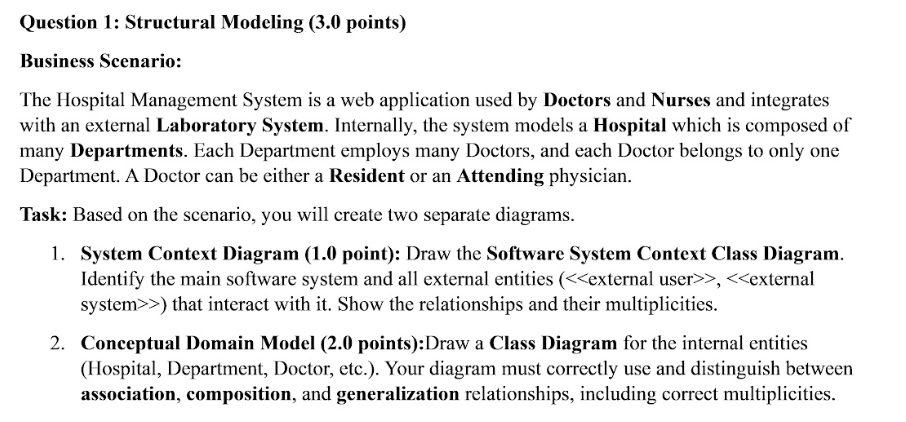 Question 1: Structural Modeling (3.0 points)
Business Scenario:
The Hospital Management System is a web application used by Doctors and Nurses and integrates
with an external Laboratory System. Internally, the system models a Hospital which is composed of
many Departments. Each Department employs many Doctors, and each Doctor belongs to only one
Department. A Doctor can be either a Resident or an Attending physician.
Task: Based on the scenario, you will create two separate diagrams.
1. System Context Diagram (1.0 point): Draw the Software System Context Class Diagram.
Identify the main software system and all external entities (<<external user>>, <<external
system>>) that interact with it. Show the relationships and their multiplicities.
2. Conceptual Domain Model (2.0 points):Draw a Class Diagram for the internal entities
(Hospital, Department, Doctor, etc.). Your diagram must correctly use and distinguish between
association, composition, and generalization relationships, including correct multiplicities.